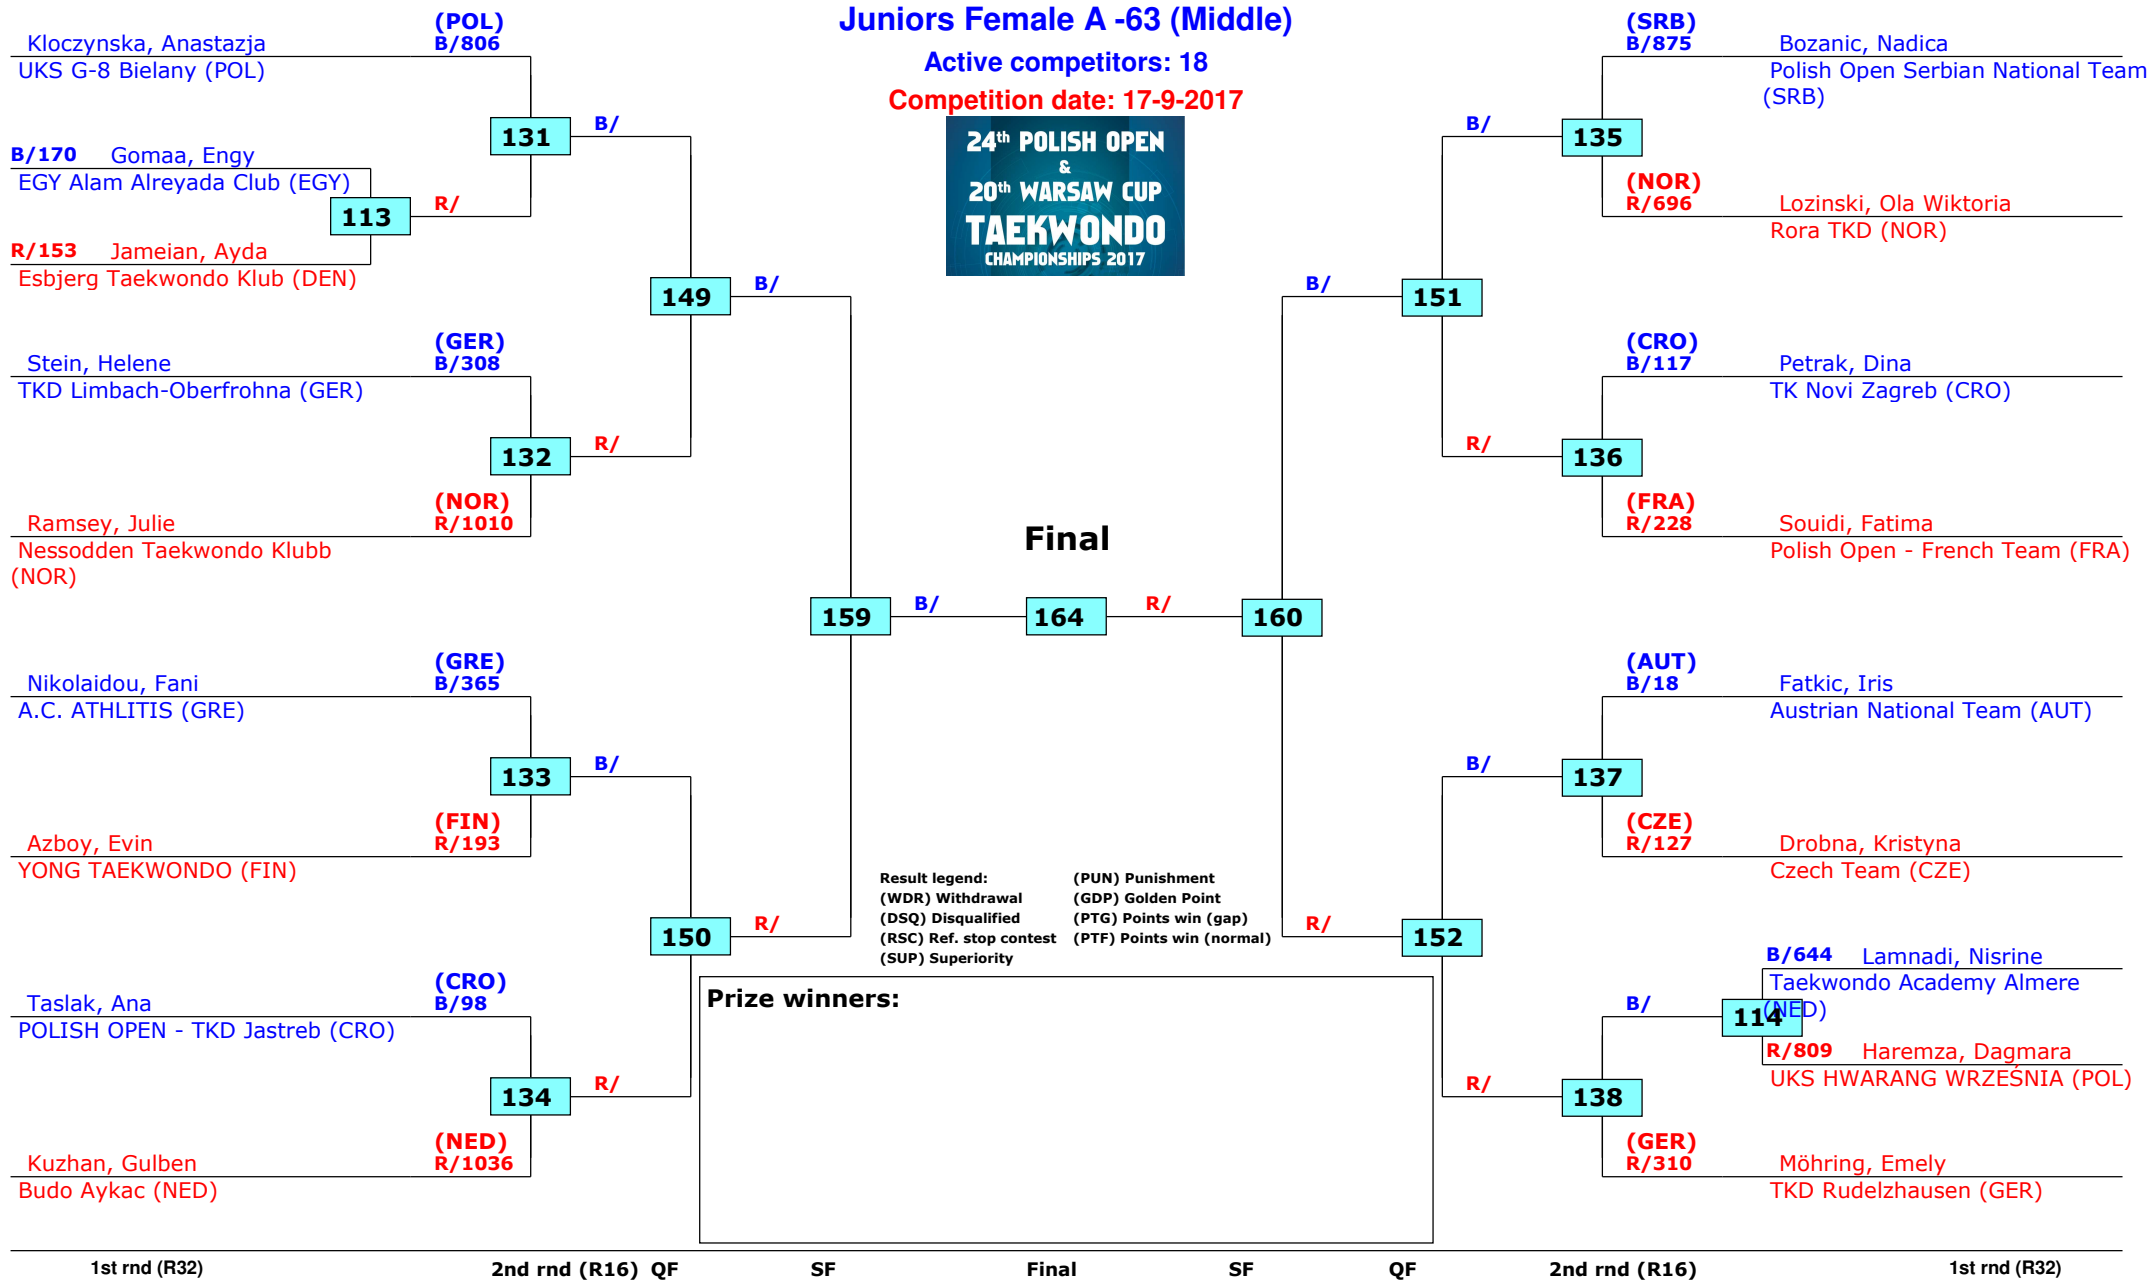 Juniors Female A -63 (Middle)
Active competitors: 18
Competition date: 17-9-2017
24th POLISH OPEN
&
20th WARSAW CUP
TAEKWONDO
CHAMPIONSHIPS 2017
(POL)
Kloczynska, Anastazja B/806
UKS G-8 Bielany (POL)
131
B/
B/170 Gomaa, Engy
EGY Alam Alreyada Club (EGY)
113
R/
R/153 Jameian, Ayda
Esbjerg Taekwondo Klub (DEN)
149
B/
(GER)
Stein, Helene B/308
TKD Limbach-Oberfrohna (GER)
132
R/
(NOR)
Ramsey, Julie R/1010
Nessodden Taekwondo Klubb
(NOR)
159
B/
(GRE)
Nikolaidou, Fani B/365
A.C. ATHLITIS (GRE)
133
B/
(FIN)
Azboy, Evin R/193
YONG TAEKWONDO (FIN)
150
R/
(CRO)
Taslak, Ana B/98
POLISH OPEN - TKD Jastreb (CRO)
134
R/
(NED)
Kuzhan, Gulben R/1036
Budo Aykac (NED)
Final
164
R/
160
(SRB)
B/875 Bozanic, Nadica
Polish Open Serbian National Team
(SRB)
B/
135
(NOR)
R/696 Lozinski, Ola Wiktoria
Rora TKD (NOR)
B/
151
(CRO)
B/117 Petrak, Dina
TK Novi Zagreb (CRO)
R/
136
(FRA)
R/228 Souidi, Fatima
Polish Open - French Team (FRA)
(AUT)
B/18 Fatkic, Iris
Austrian National Team (AUT)
B/
137
(CZE)
R/127 Drobna, Kristyna
Czech Team (CZE)
R/
152
B/644 Lamnadi, Nisrine
Taekwondo Academy Almere
(NED)
B/
114
R/809 Haremza, Dagmara
UKS HWARANG WRZEŚNIA (POL)
R/
138
(GER)
R/310 Möhring, Emely
TKD Rudelzhausen (GER)
Result legend: (PUN) Punishment
(WDR) Withdrawal (GDP) Golden Point
(DSQ) Disqualified (PTG) Points win (gap)
(RSC) Ref. stop contest (PTF) Points win (normal)
(SUP) Superiority
Prize winners:
1st rnd (R32) 2nd rnd (R16) QF SF Final SF QF 2nd rnd (R16) 1st rnd (R32)